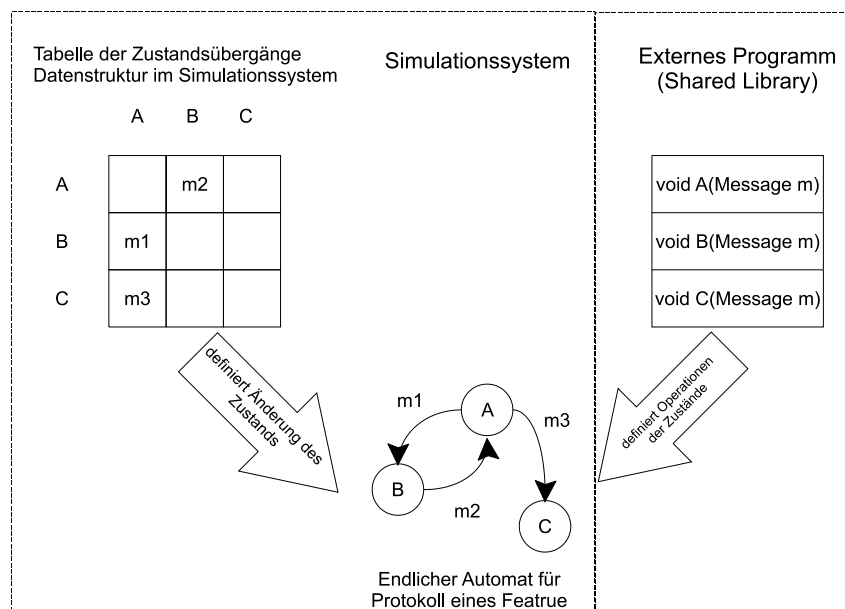 Tabelle der Zustandsübergänge
Datenstruktur im Simulationssystem
Simulationssystem
Externes Programm
(Shared Library)
A B C
A m2
B m1
C m3
void A(Message m)
void B(Message m)
void C(Message m)
definiert Änderung des
Zustands
definiert Operationen
der Zustände
A
m1
m3
B
m2
C
Endlicher Automat für
Protokoll eines Featrue